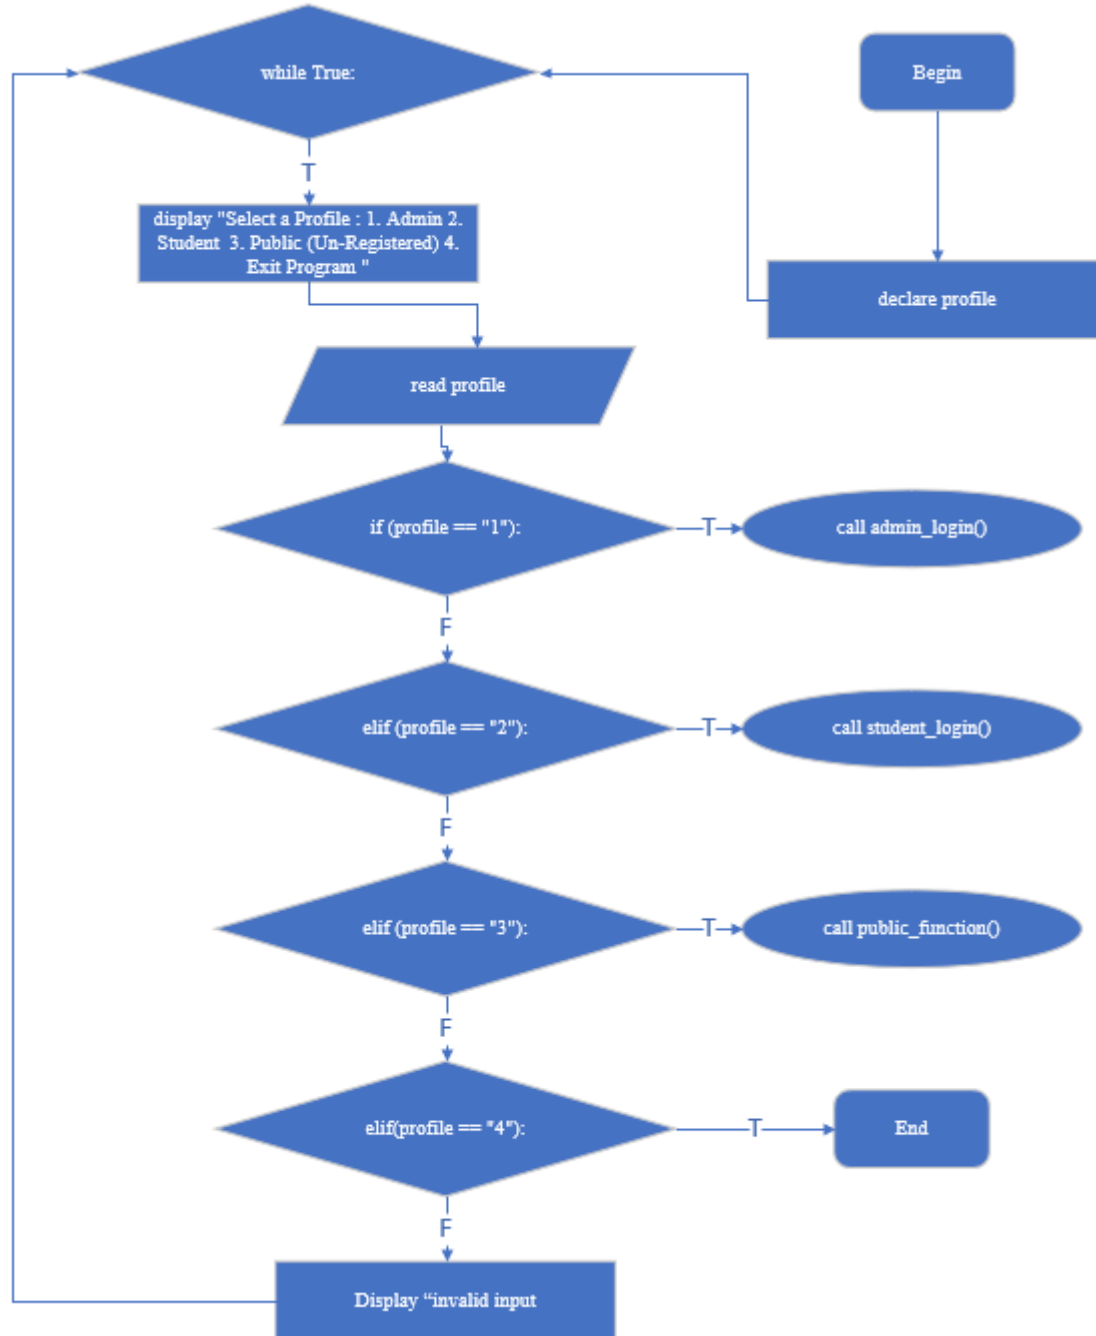 while True:
Begin
T
display "Select a Profile : 1. Admin 2.
Student  3. Public (Un-Registered) 4.
Exit Program "
declare profile
read profile
if (profile == "1"):
T
call admin_login()
F
elif (profile == "2"):
T
call student_login()
F
elif (profile == "3"):
T
call public_function()
F
elif(profile == "4"):
T
End
F
Display “invalid input